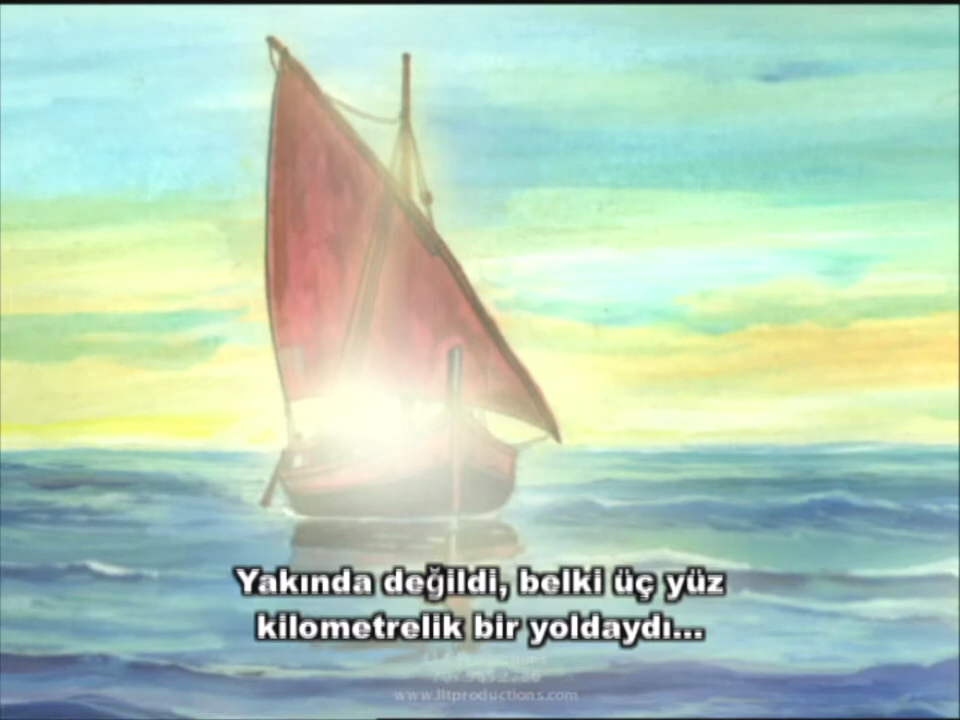 Yakında değildi, belki üç yüz
kilometrelik bir yoldaydı...
www.lltproductions.com